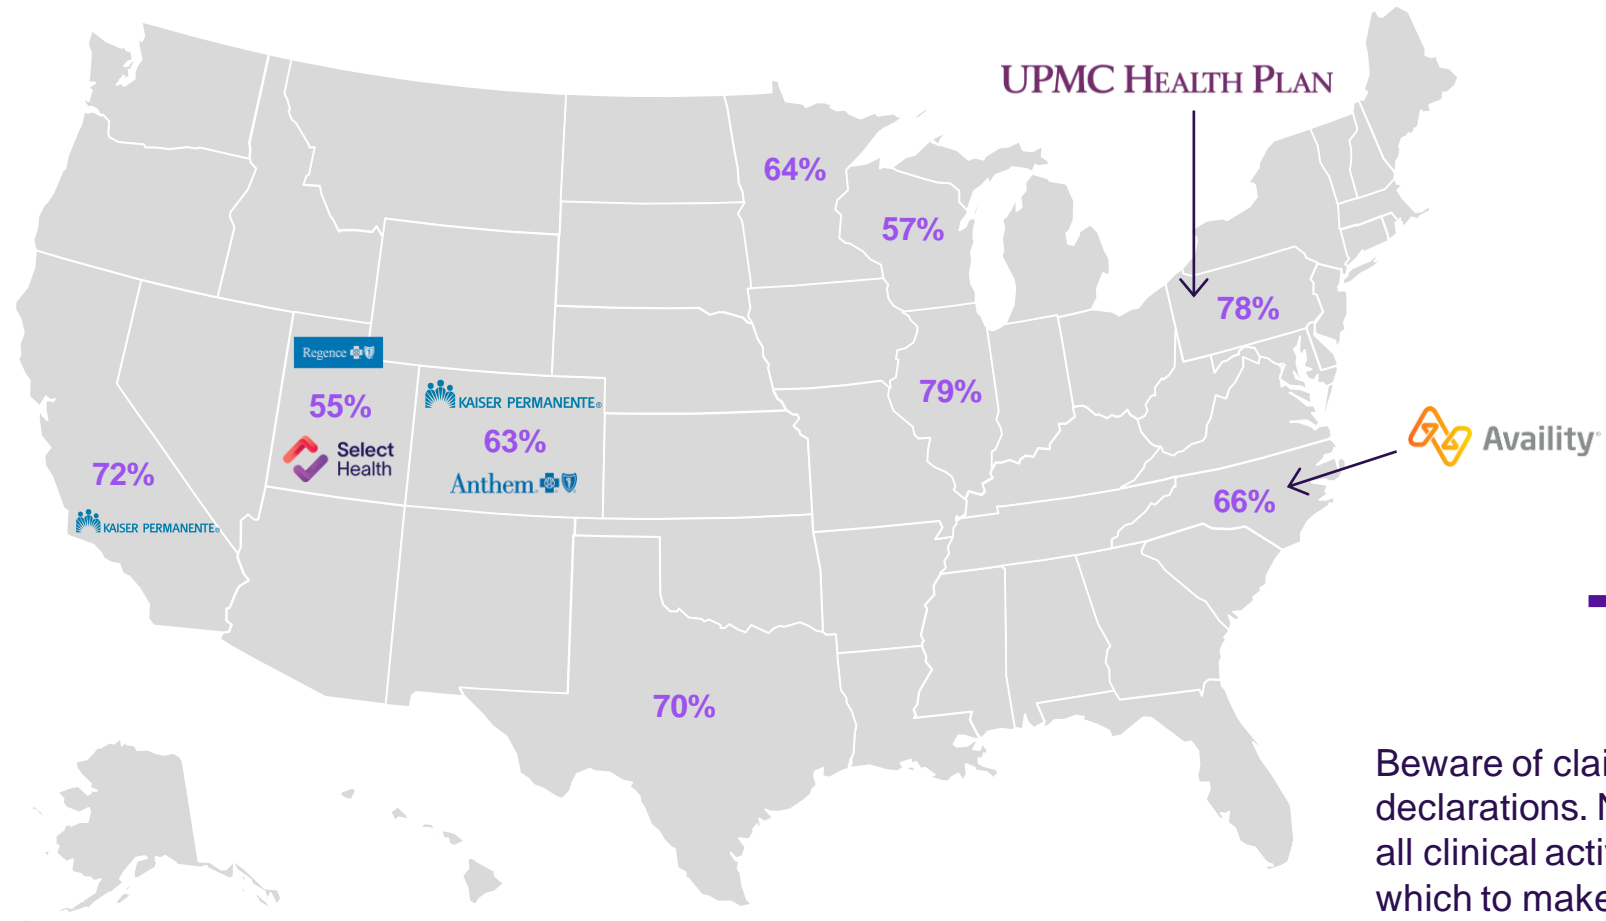 UPMC HEALTH PLAN
64%
57%
78%
Regence
55%
Select
Health
KAISER PERMANENTE®
63%
Anthem
79%
Availity
72%
KAISER PERMANENTE®
66%
70%
Beware of clai
declarations. N
all clinical acti
which to make